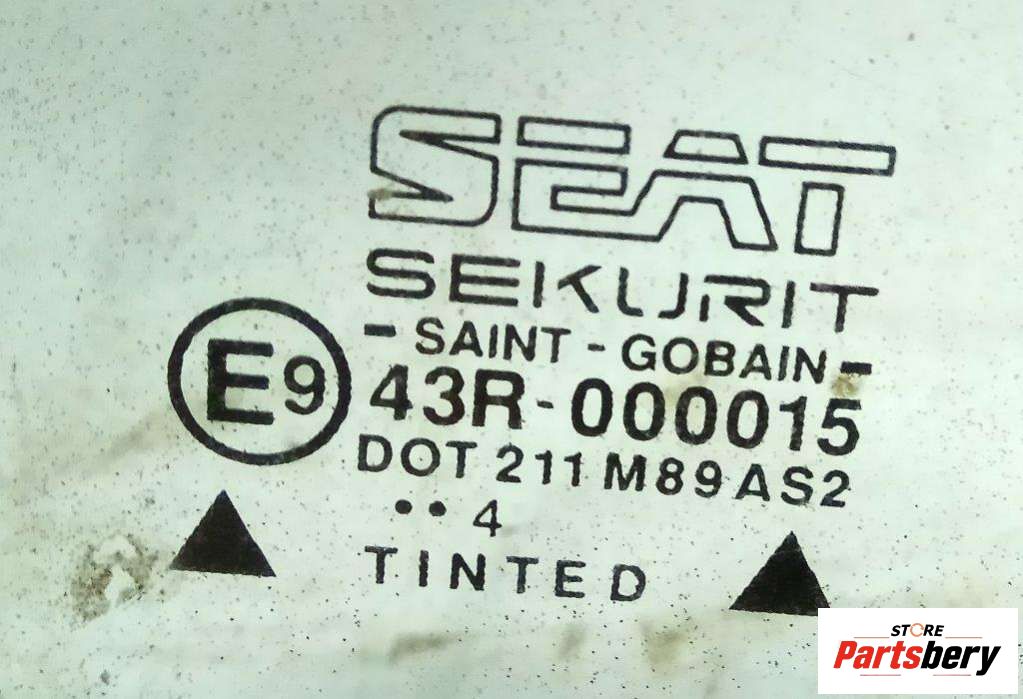 SEAT
SEKURIT
- SAINT - GOBAIN -
E9 43R-000015
DOT 211 M89 AS2
•• 4
TINTED
STORE
Partsbery